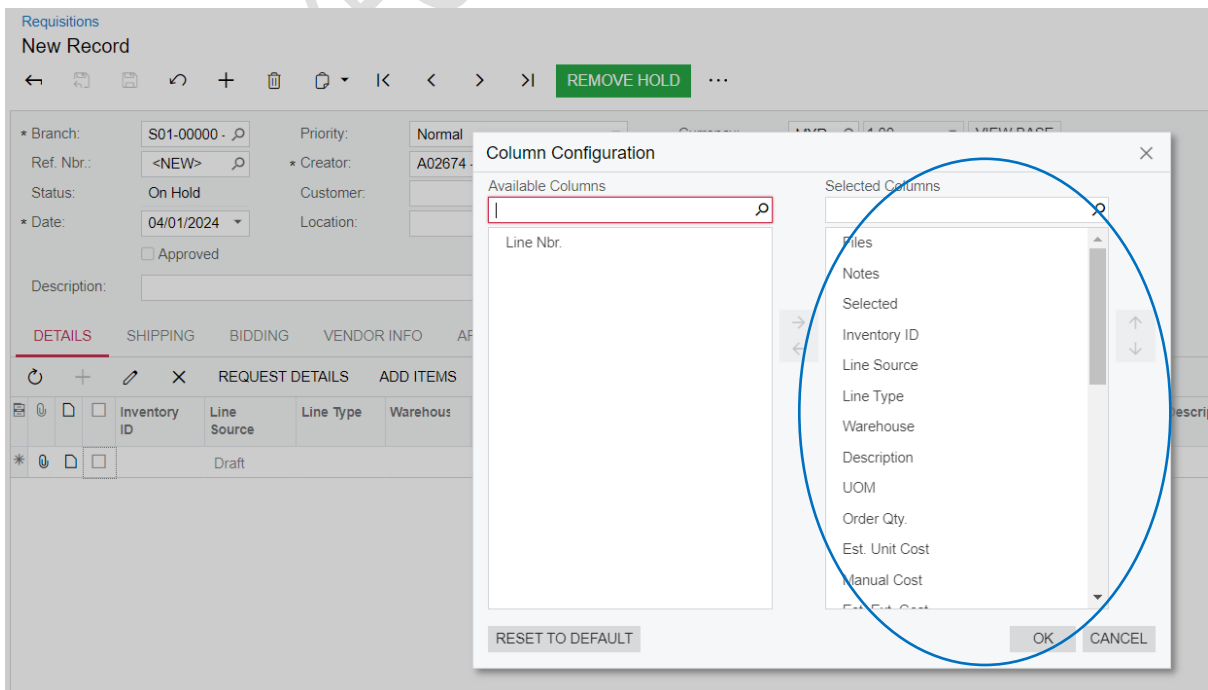 Requisitions
New Record
REMOVE HOLD ...
* Branch: S01-00000 - Priority: Normal
Ref. Nbr.: <NEW> * Creator: A02674 -
Status: On Hold Customer:
* Date: 04/01/2024 Location:
Approved
Description:
DETAILS SHIPPING BIDDING VENDOR INFO
REQUEST DETAILS ADD ITEMS
Inventory ID Line Source Line Type
Draft
Column Configuration
Available Columns
Line Nbr.
Selected Columns
Files
Notes
Selected
Inventory ID
Line Source
Line Type
Warehouse
Description
UOM
Order Qty.
Est. Unit Cost
Manual Cost
RESET TO DEFAULT OK CANCEL